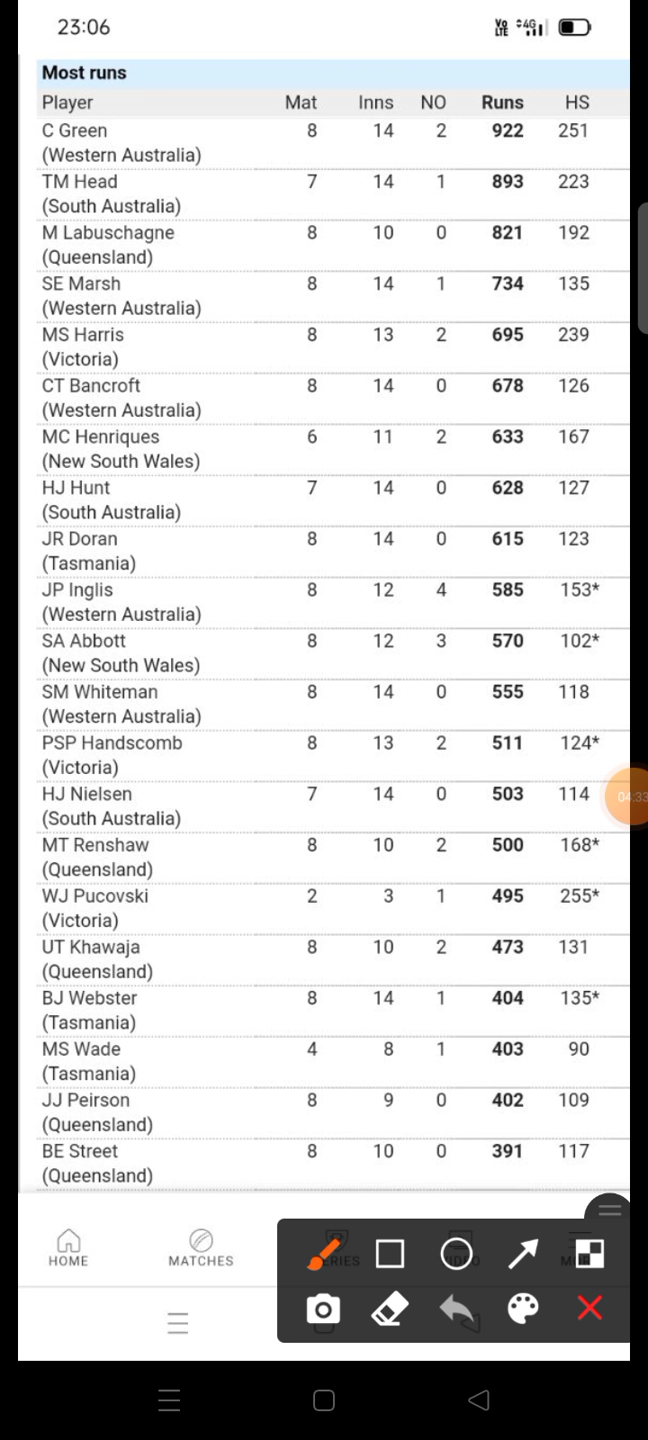 23:06
Vo LTE 4G
Most runs
Player Mat Inns NO Runs HS
C Green 8 14 2 922 251
(Western Australia)
TM Head 7 14 1 893 223
(South Australia)
M Labuschagne 8 10 0 821 192
(Queensland)
SE Marsh 8 14 1 734 135
(Western Australia)
MS Harris 8 13 2 695 239
(Victoria)
CT Bancroft 8 14 0 678 126
(Western Australia)
MC Henriques 6 11 2 633 167
(New South Wales)
HJ Hunt 7 14 0 628 127
(South Australia)
JR Doran 8 14 0 615 123
(Tasmania)
JP Inglis 8 12 4 585 153*
(Western Australia)
SA Abbott 8 12 3 570 102*
(New South Wales)
SM Whiteman 8 14 0 555 118
(Western Australia)
PSP Handscomb 8 13 2 511 124*
(Victoria)
HJ Nielsen 7 14 0 503 114
(South Australia)
04:33
MT Renshaw 8 10 2 500 168*
(Queensland)
WJ Pucovski 2 3 1 495 255*
(Victoria)
UT Khawaja 8 10 2 473 131
(Queensland)
BJ Webster 8 14 1 404 135*
(Tasmania)
MS Wade 4 8 1 403 90
(Tasmania)
JJ Peirson 8 9 0 402 109
(Queensland)
BE Street 8 10 0 391 117
(Queensland)
HOME MATCHES